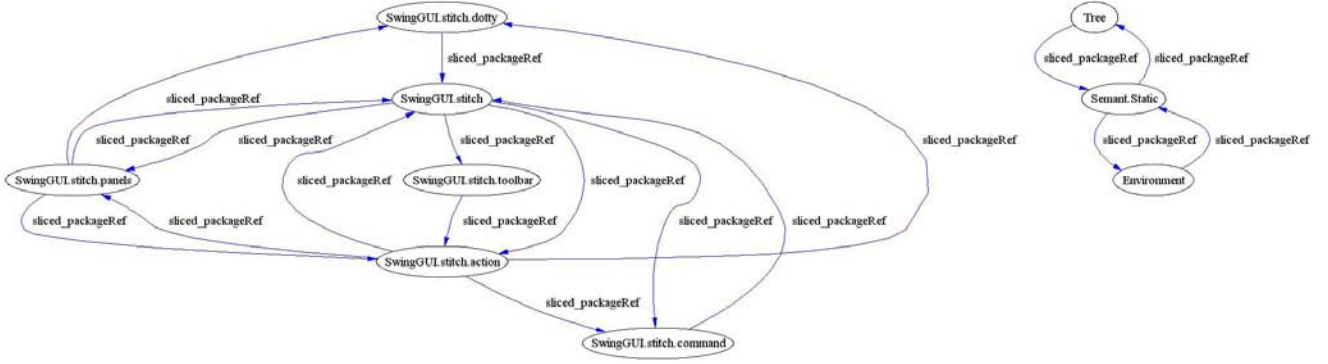 SwingGUI.stitch.dotty
Tree
sliced_packageRef
sliced_packageRef
sliced_packageRef
sliced_packageRef
SwingGUI.stitch
Semant.Static
sliced_packageRef
sliced_packageRef
sliced_packageRef
sliced_packageRef
sliced_packageRef
sliced_packageRef
SwingGUI.stitch.panels
sliced_packageRef
SwingGUI.stitch.toolbar
sliced_packageRef
Environment
sliced_packageRef
sliced_packageRef
sliced_packageRef
sliced_packageRef
sliced_packageRef
SwingGUI.stitch.action
sliced_packageRef
SwingGUI.stitch.command